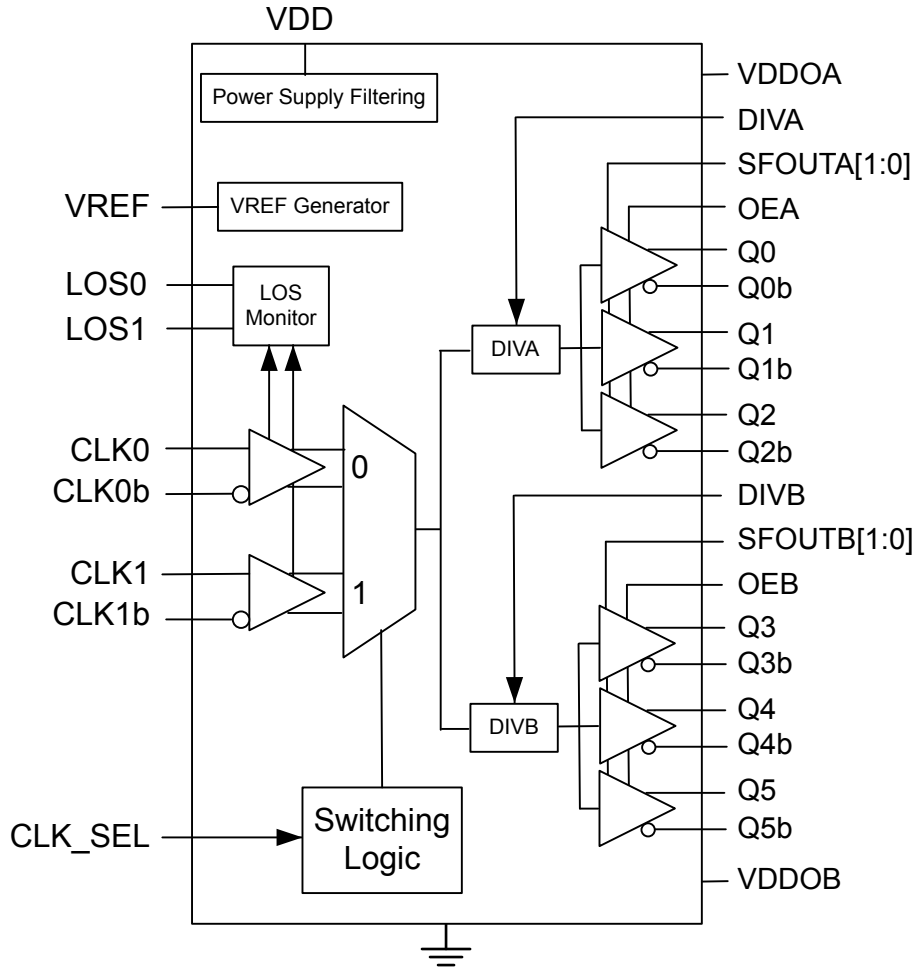 VDD
Power Supply Filtering
VREF
VREF Generator
LOS0
LOS1
LOS
Monitor
CLK0
CLK0b
CLK1
CLK1b
0
1
CLK_SEL
Switching
Logic
DIVA
DIVB
VDDOA
DIVA
SFOUTA[1:0]
OEA
Q0
Q0b
Q1
Q1b
Q2
Q2b
DIVB
SFOUTB[1:0]
OEB
Q3
Q3b
Q4
Q4b
Q5
Q5b
VDDOB